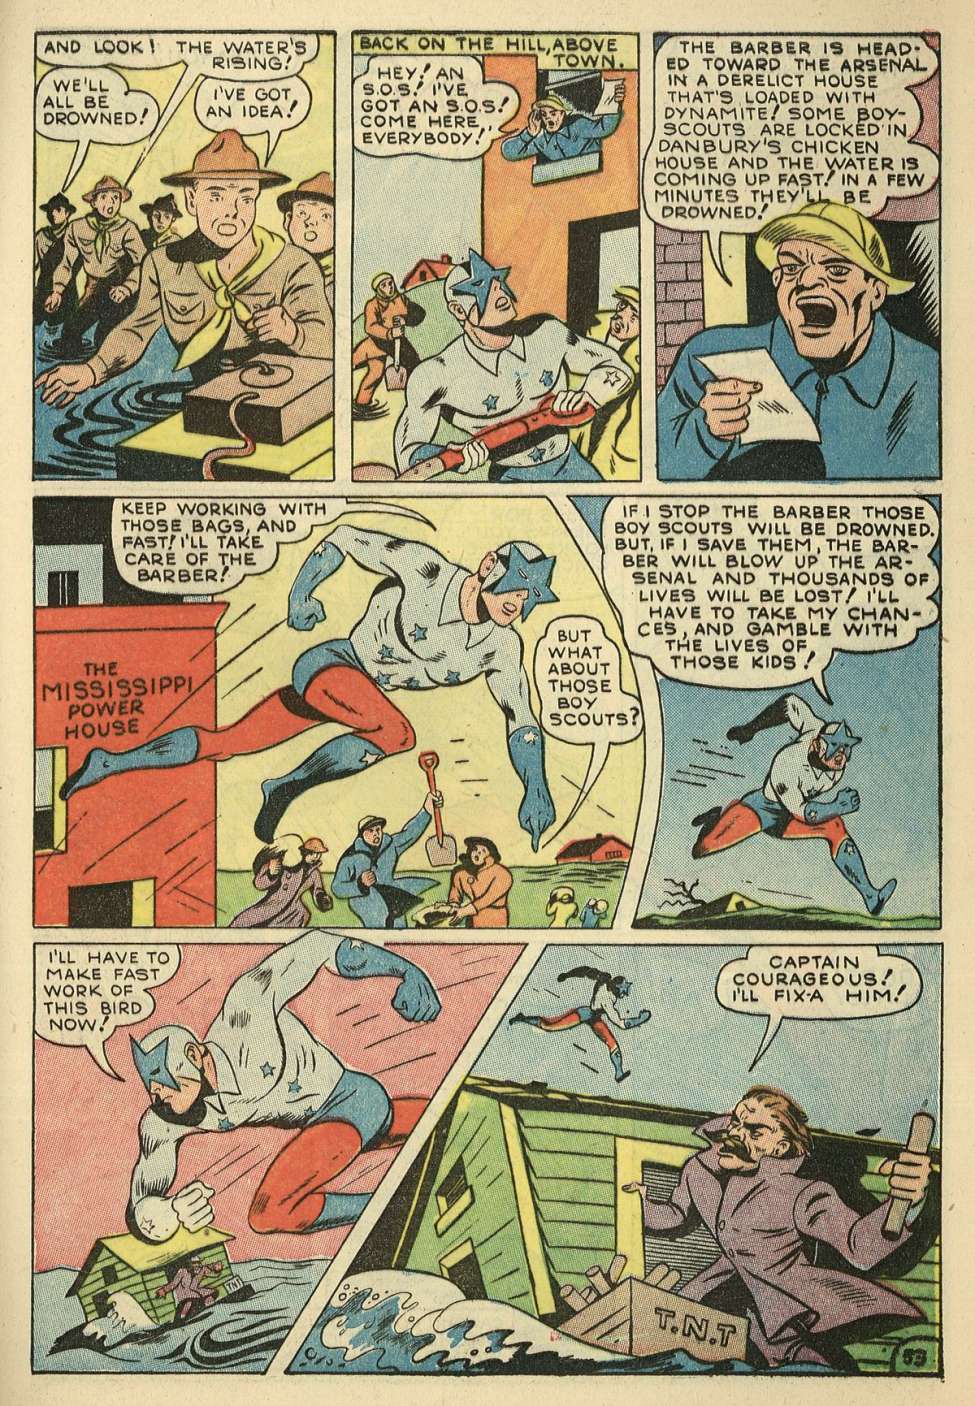 AND LOOK! THE WATER'S
RISING!
WE'LL
ALL BE
DROWNED!
I'VE GOT
AN IDEA!
BACK ON THE HILL, ABOVE
TOWN.
HEY! AN
S.O.S! I'VE
GOT AN S.O.S!
COME HERE,
EVERYBODY!
THE BARBER IS HEAD-
ED TOWARD THE ARSENAL
IN A DERELICT HOUSE
THAT'S LOADED WITH
DYNAMITE! SOME BOY-
SCOUTS ARE LOCKED IN
DANBURY'S CHICKEN
HOUSE AND THE WATER IS
COMING UP FAST! IN A FEW
MINUTES THEY'LL BE
DROWNED!
KEEP WORKING WITH
THOSE BAGS, AND
FAST! I'LL TAKE
CARE OF THE
BARBER!
THE
MISSISSIPPI
POWER
HOUSE
BUT
WHAT
ABOUT
THOSE
BOY
SCOUTS?
IF I STOP THE BARBER THOSE
BOY SCOUTS WILL BE DROWNED.
BUT, IF I SAVE THEM, THE BAR-
BER WILL BLOW UP THE AR-
SENAL AND THOUSANDS OF
LIVES WILL BE LOST! I'LL
HAVE TO TAKE MY CHAN-
CES, AND GAMBLE WITH
THE LIVES OF
THOSE KIDS!
I'LL HAVE TO
MAKE FAST
WORK OF
THIS BIRD
NOW!
TNT
CAPTAIN
COURAGEOUS!
I'LL FIX-A HIM!
T.N.T
53